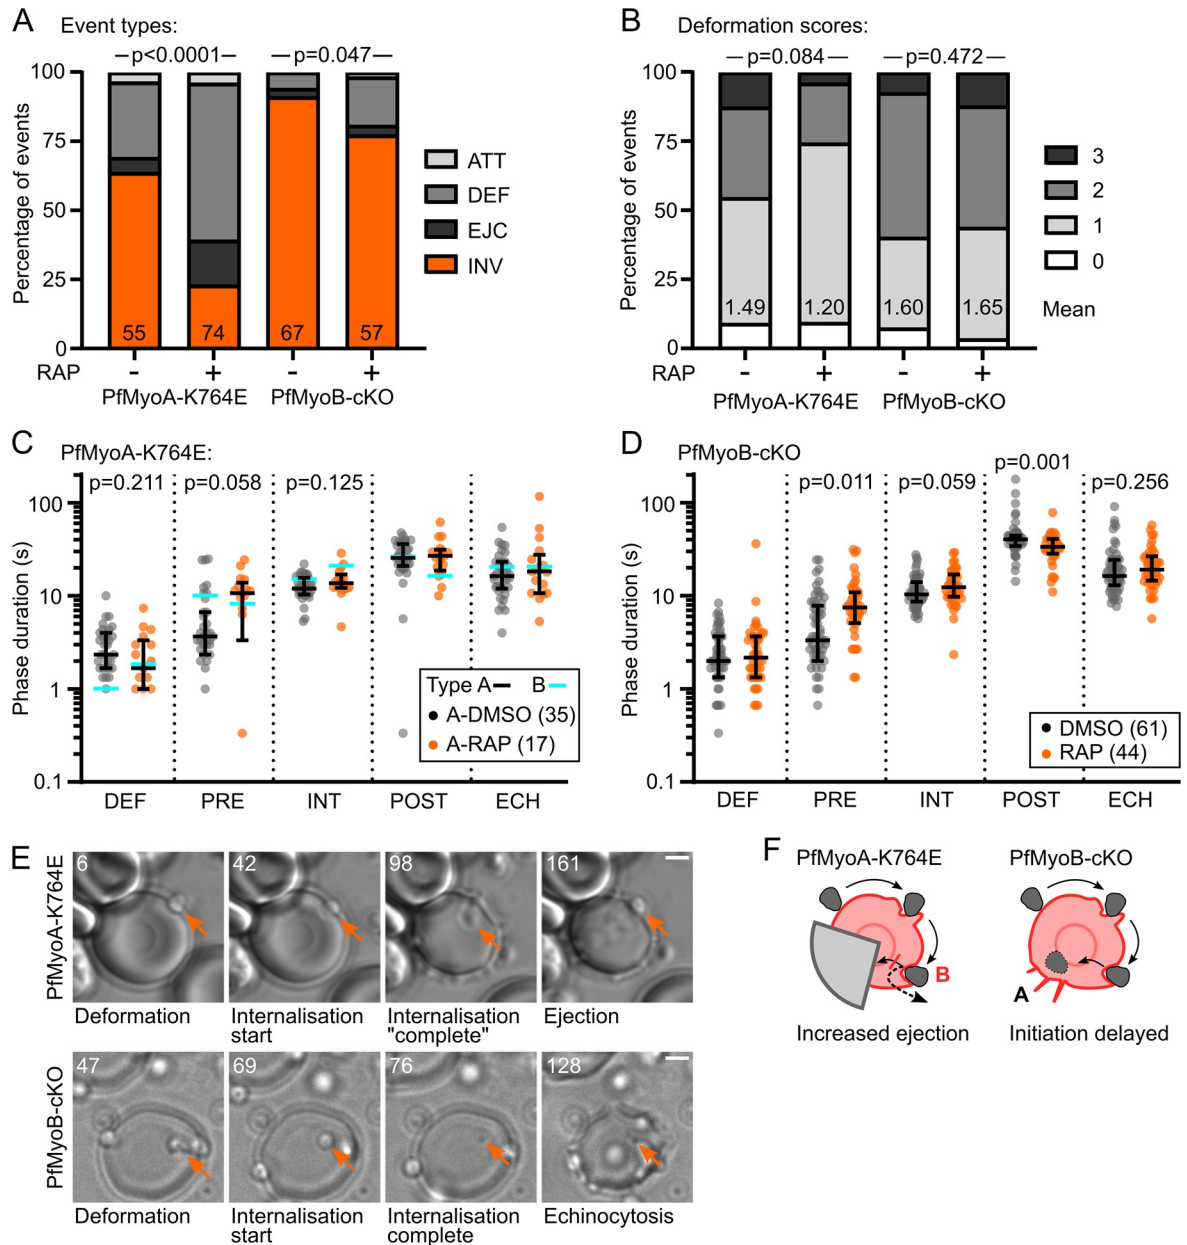 A
Event types:
p<0.0001
p=0.047
100
75
50
25
0
Percentage of events
55
74
67
57
RAP
-
+
-
+
PfMyoA-K764E
PfMyoB-cKO
ATT
DEF
EJC
INV
B
Deformation scores:
p=0.084
p=0.472
100
75
50
25
0
Percentage of events
1.49
1.20
1.60
1.65
RAP
-
+
-
+
PfMyoA-K764E
PfMyoB-cKO
3
2
1
0
Mean
C
PfMyoA-K764E:
p=0.211
p=0.058
p=0.125
100
10
1
0.1
Phase duration (s)
Type A
B
A-DMSO (35)
A-RAP (17)
DEF
PRE
INT
POST
ECH
D
PfMyoB-cKO
p=0.011
p=0.059
p=0.001
p=0.256
100
10
1
0.1
Phase duration (s)
DMSO (61)
RAP (44)
DEF
PRE
INT
POST
ECH
E
PfMyoA-K764E
6
42
98
161
Deformation
Internalisation
start
Internalisation
"complete"
Ejection
PfMyoB-cKO
47
69
76
128
Deformation
Internalisation
start
Internalisation
complete
Echinocytosis
F
PfMyoA-K764E
B
Increased ejection
PfMyoB-cKO
A
Initiation delayed